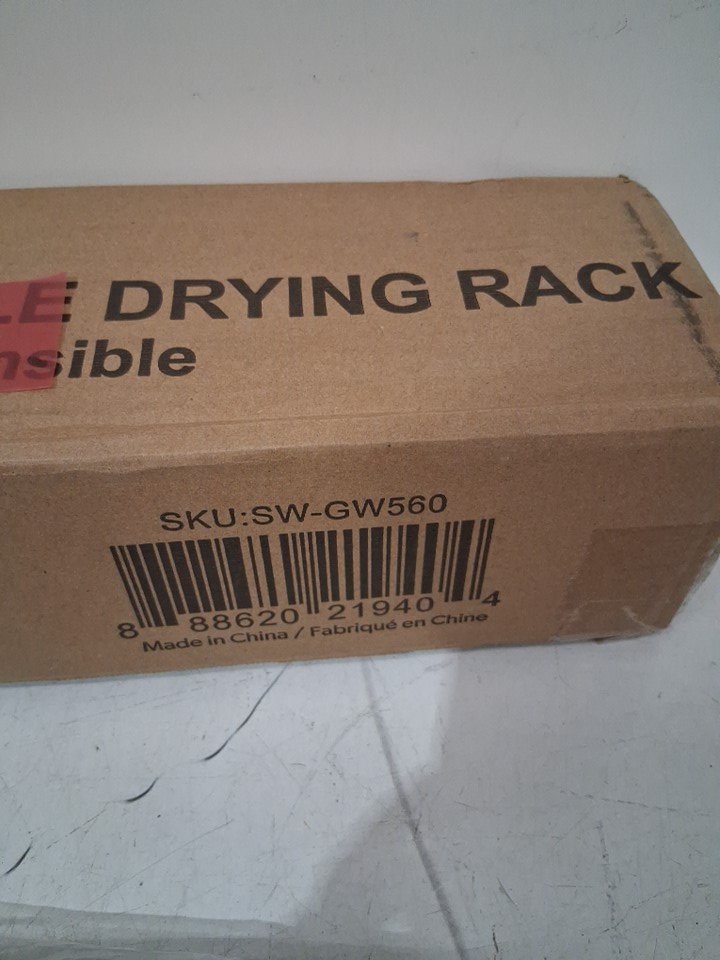 LE DRYING RACK
nsible
SKU:SW-GW560
8 88620 21940 4
Made in China / Fabriqué en Chine